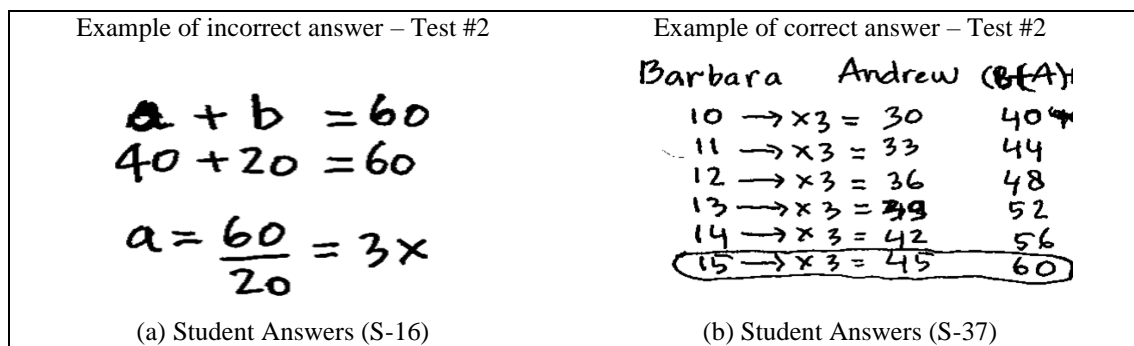 Example of incorrect answer – Test #2
a + b = 60
40 + 20 = 60
a = 60/20 = 3x
(a) Student Answers (S-16)
Example of correct answer – Test #2
Barbara Andrew (B+A)
10 → x3 = 30 40
11 → x3 = 33 44
12 → x3 = 36 48
13 → x3 = 52
14 → x3 = 42 56
15 → x3 = 45 60
(b) Student Answers (S-37)